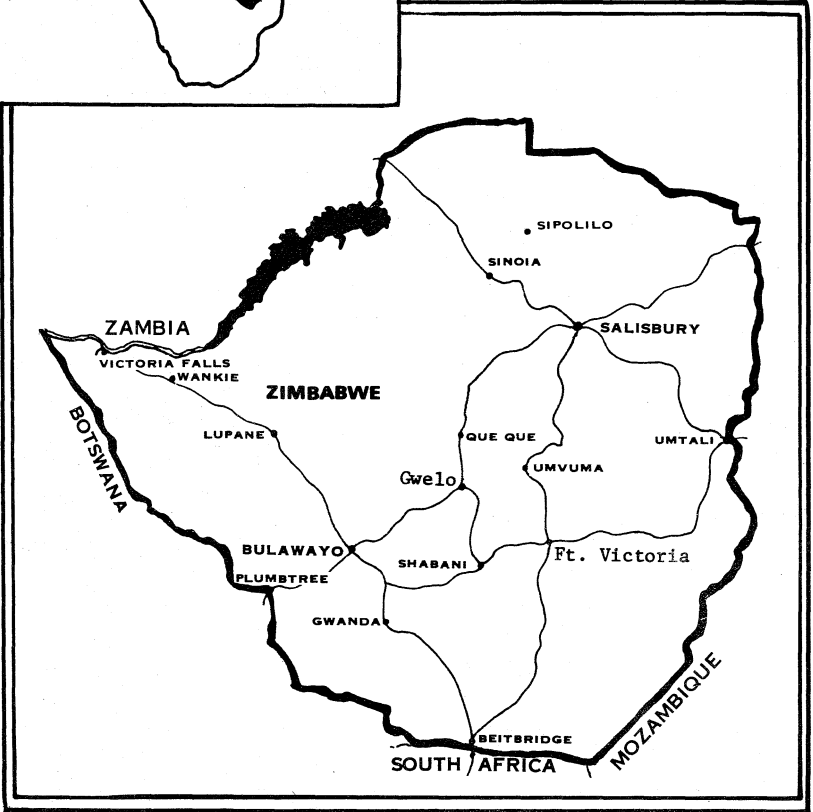 SIPOLILO
SINOIA
ZAMBIA
SALISBURY
VICTORIA FALLS
WANKIE
ZIMBABWE
BOTSWANA
LUPANE
QUE QUE
UMTALI
UMVUMA
Gwelo
BULAWAYO
Ft. Victoria
SHABANI
PLUMBTREE
GWANDA
MOZAMBIQUE
BEITBRIDGE
SOUTH AFRICA